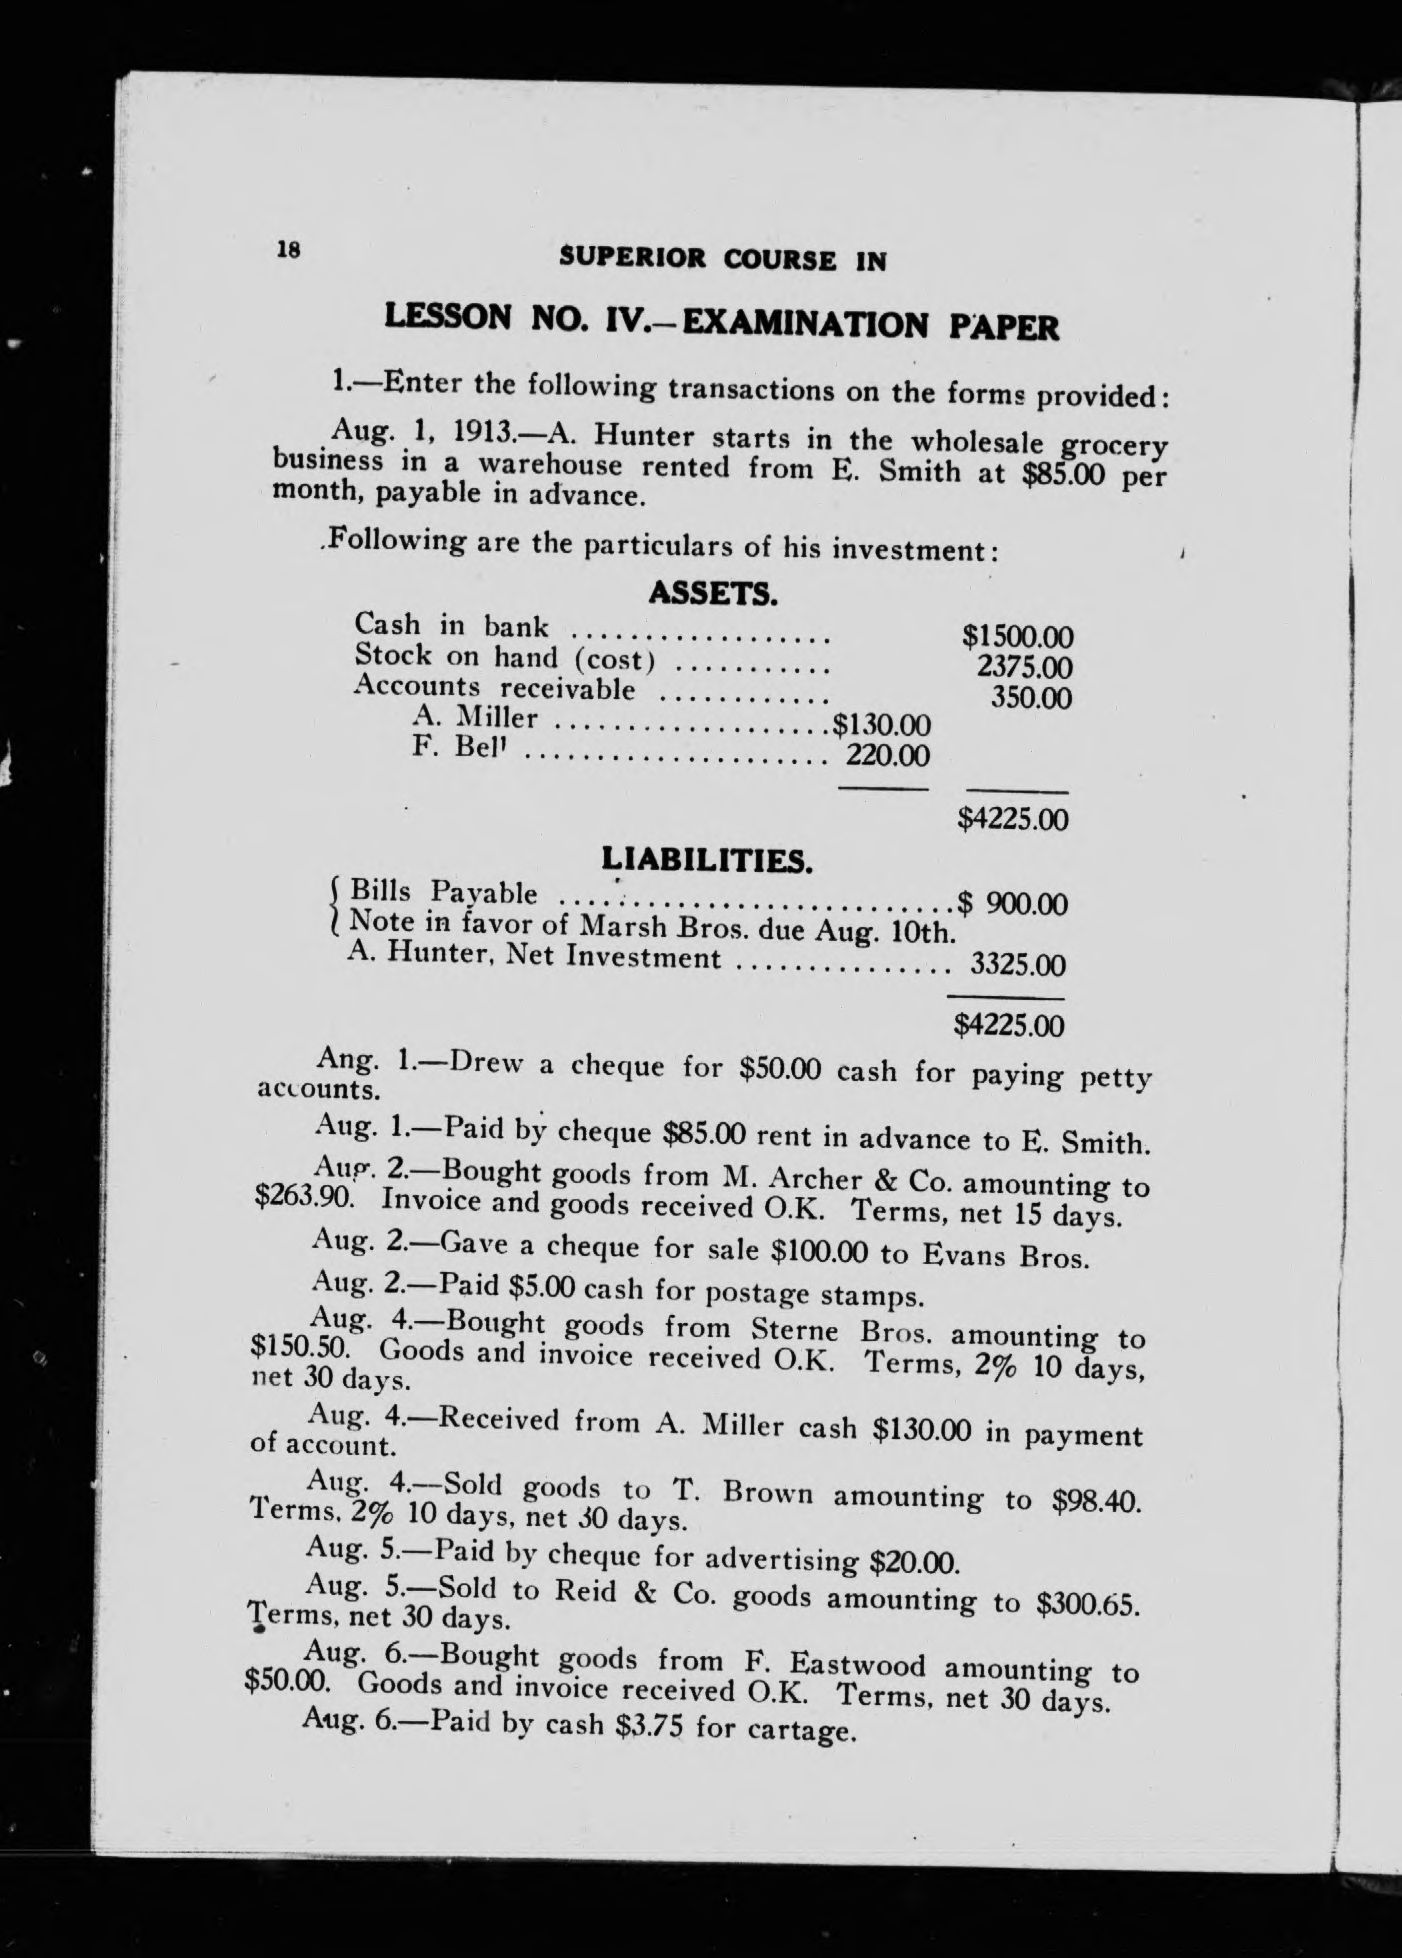 18 SUPERIOR COURSE IN
LESSON NO. IV.—EXAMINATION PAPER
1.—Enter the following transactions on the forms provided:
Aug. 1, 1913.—A. Hunter starts in the wholesale grocery
business in a warehouse rented from E. Smith at $85.00 per
month, payable in advance.
Following are the particulars of his investment:
ASSETS.
Cash in bank .................. $1500.00
Stock on hand (cost) ........... 2375.00
Accounts receivable ............ 350.00
A. Miller ...................$130.00
F. Bell ..................... 220.00
$4225.00
LIABILITIES.
{ Bills Payable ...........................$ 900.00
{ Note in favor of Marsh Bros. due Aug. 10th.
A. Hunter, Net Investment ............... 3325.00
$4225.00
Ang. 1.—Drew a cheque for $50.00 cash for paying petty
accounts.
Aug. 1.—Paid by cheque $85.00 rent in advance to E. Smith.
Aug. 2.—Bought goods from M. Archer & Co. amounting to
$263.90. Invoice and goods received O.K. Terms, net 15 days.
Aug. 2.—Gave a cheque for sale $100.00 to Evans Bros.
Aug. 2.—Paid $5.00 cash for postage stamps.
Aug. 4.—Bought goods from Sterne Bros. amounting to
$150.50. Goods and invoice received O.K. Terms, 2% 10 days,
net 30 days.
Aug. 4.—Received from A. Miller cash $130.00 in payment
of account.
Aug. 4.—Sold goods to T. Brown amounting to $98.40.
Terms, 2% 10 days, net 30 days.
Aug. 5.—Paid by cheque for advertising $20.00.
Aug. 5.—Sold to Reid & Co. goods amounting to $300.65.
Terms, net 30 days.
Aug. 6.—Bought goods from F. Eastwood amounting to
$50.00. Goods and invoice received O.K. Terms, net 30 days.
Aug. 6.—Paid by cash $3.75 for cartage.